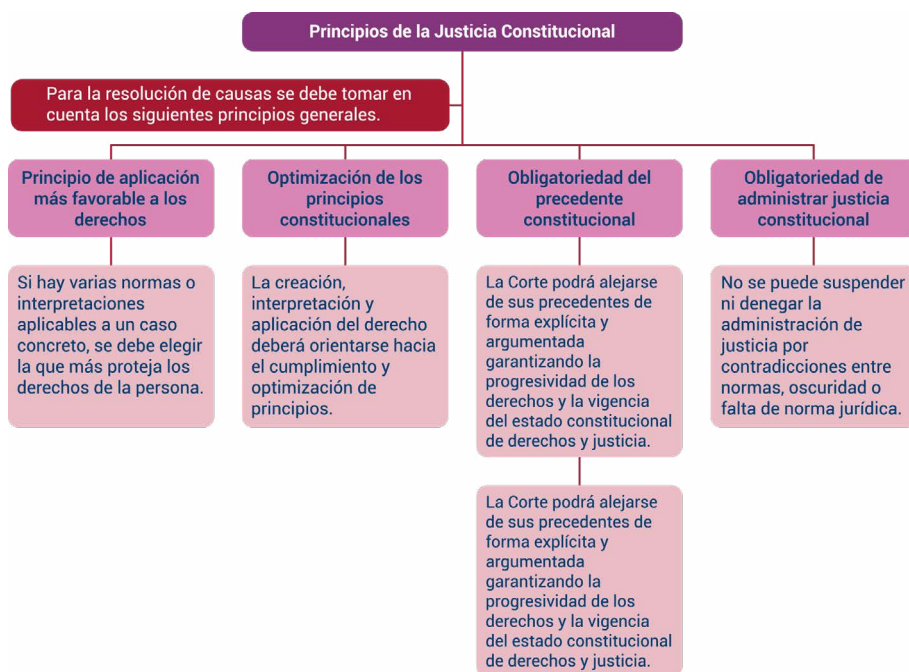 Principios de la Justicia Constitucional
Para la resolución de causas se debe tomar en
cuenta los siguientes principios generales.
Principio de aplicación
más favorable a los
derechos
Si hay varias normas o
interpretaciones
aplicables a un caso
concreto, se debe elegir
la que más proteja los
derechos de la persona.
Optimización de los
principios
constitucionales
La creación,
interpretación y
aplicación del derecho
deberá orientarse hacia
el cumplimiento y
optimización de
principios.
Obligatoriedad del
precedente
constitucional
La Corte podrá alejarse
de sus precedentes de
forma explícita y
argumentada
garantizando la
progresividad de los
derechos y la vigencia
del estado constitucional
de derechos y justicia.
La Corte podrá alejarse
de sus precedentes de
forma explícita y
argumentada
garantizando la
progresividad de los
derechos y la vigencia
del estado constitucional
de derechos y justicia.
Obligatoriedad de
administrar justicia
constitucional
No se puede suspender
ni denegar la
administración de
justicia por
contradicciones entre
normas, oscuridad o
falta de norma jurídica.